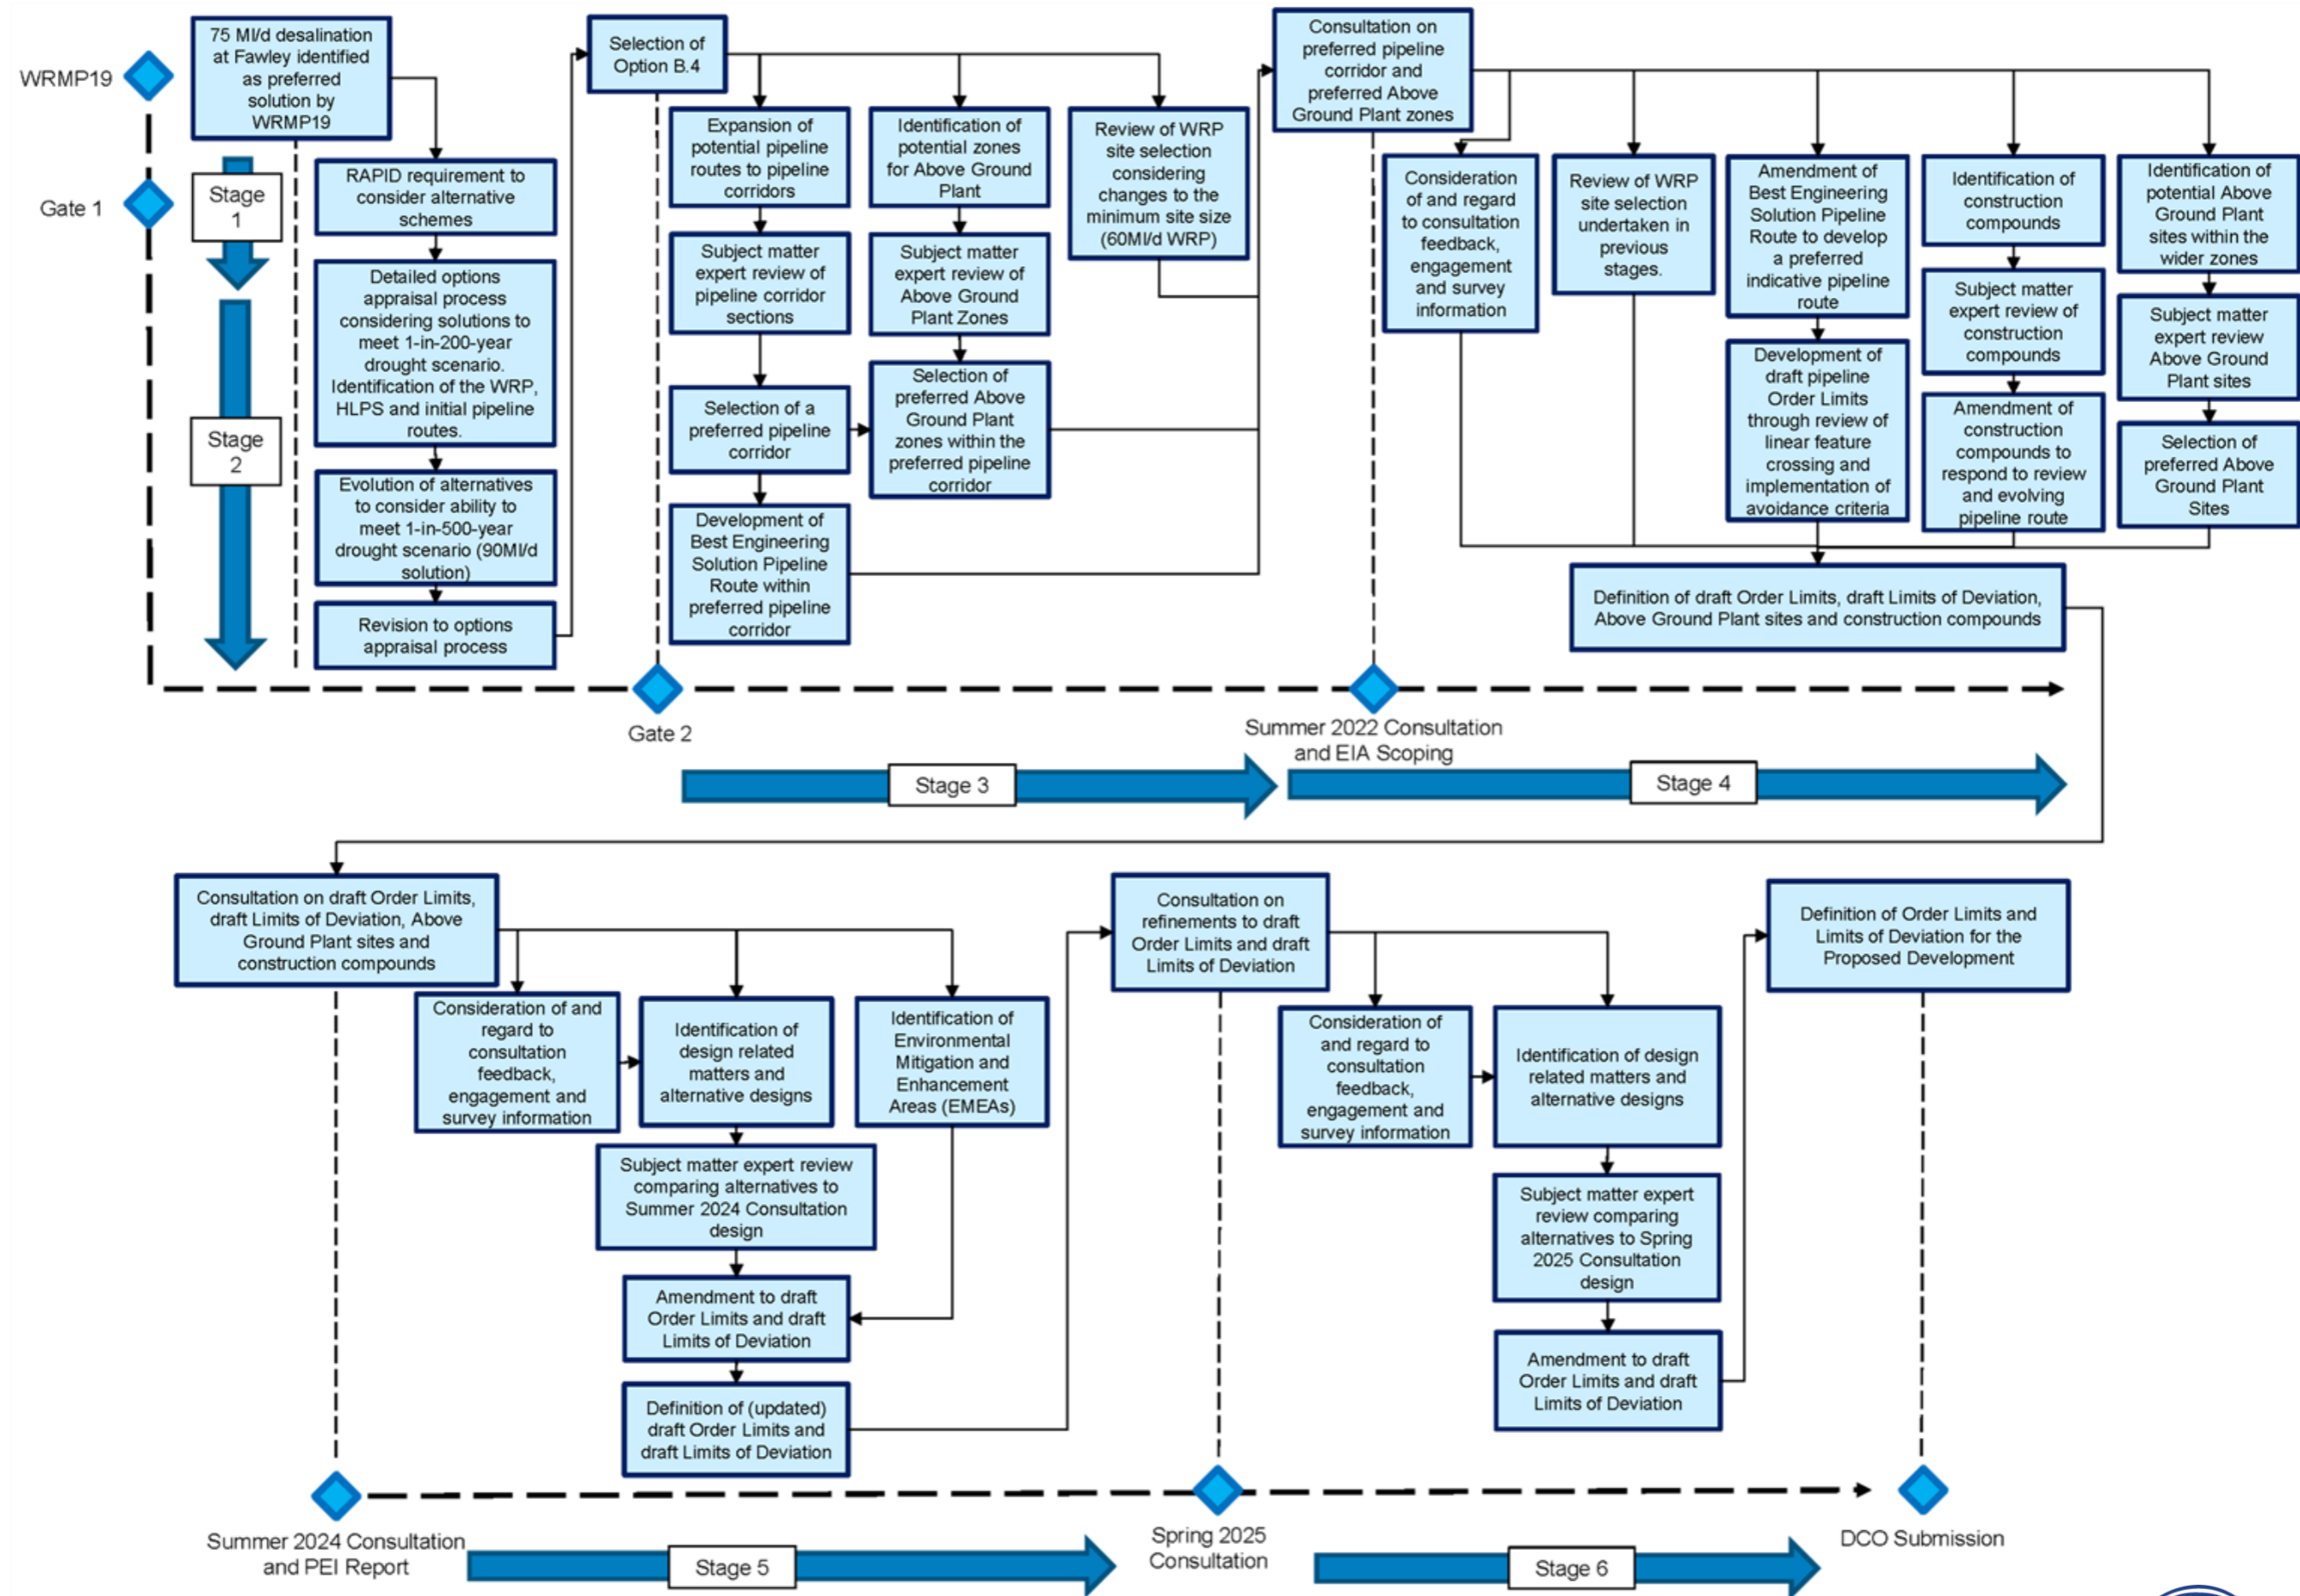 WRMP19
75 Ml/d desalination
at Fawley identified
as preferred
solution by
WRMP19
Gate 1
Stage
1
Stage
2
RAPID requirement to
consider alternative
schemes
Detailed options
appraisal process
considering solutions to
meet 1-in-200-year
drought scenario.
Identification of the WRP,
HLPS and initial pipeline
routes.
Evolution of alternatives
to consider ability to
meet 1-in-500-year
drought scenario (90Ml/d
solution)
Revision to options
appraisal process
Selection of
Option B.4
Expansion of
potential pipeline
routes to pipeline
corridors
Subject matter
expert review of
pipeline corridor
sections
Selection of a
preferred pipeline
corridor
Development of
Best Engineering
Solution Pipeline
Route within
preferred pipeline
corridor
Identification of
potential zones
for Above Ground
Plant
Subject matter
expert review of
Above Ground
Plant Zones
Selection of
preferred Above
Ground Plant
zones within the
preferred pipeline
corridor
Review of WRP
site selection
considering
changes to the
minimum site size
(60Ml/d WRP)
Consultation on
preferred pipeline
corridor and
preferred Above
Ground Plant zones
Consideration
of and regard
to consultation
feedback,
engagement
and survey
information
Review of WRP
site selection
undertaken in
previous
stages.
Amendment of
Best Engineering
Solution Pipeline
Route to develop
a preferred
indicative pipeline
route
Development of
draft pipeline
Order Limits
through review of
linear feature
crossing and
implementation of
avoidance criteria
Identification of
construction
compounds
Subject matter
expert review of
construction
compounds
Amendment of
construction
compounds to
respond to review
and evolving
pipeline route
Identification of
potential Above
Ground Plant
sites within the
wider zones
Subject matter
expert review
Above Ground
Plant sites
Selection of
preferred Above
Ground Plant
Sites
Definition of draft Order Limits, draft Limits of Deviation,
Above Ground Plant sites and construction compounds
Gate 2
Summer 2022 Consultation
and EIA Scoping
Stage 3
Stage 4
Consultation on draft Order Limits,
draft Limits of Deviation, Above
Ground Plant sites and
construction compounds
Consideration of and
regard to
consultation
feedback,
engagement and
survey information
Identification of
design related
matters and
alternative designs
Identification of
Environmental
Mitigation and
Enhancement
Areas (EMEAs)
Subject matter expert review
comparing alternatives to
Summer 2024 Consultation
design
Amendment to draft
Order Limits and draft
Limits of Deviation
Definition of (updated)
draft Order Limits and
draft Limits of Deviation
Consultation on
refinements to draft
Order Limits and draft
Limits of Deviation
Consideration of
and regard to
consultation
feedback,
engagement and
survey information
Identification of design
related matters and
alternative designs
Subject matter expert
review comparing
alternatives to Spring
2025 Consultation
design
Amendment to draft
Order Limits and draft
Limits of Deviation
Definition of Order Limits and
Limits of Deviation for the
Proposed Development
Summer 2024 Consultation
and PEI Report
Stage 5
Spring 2025
Consultation
Stage 6
DCO Submission